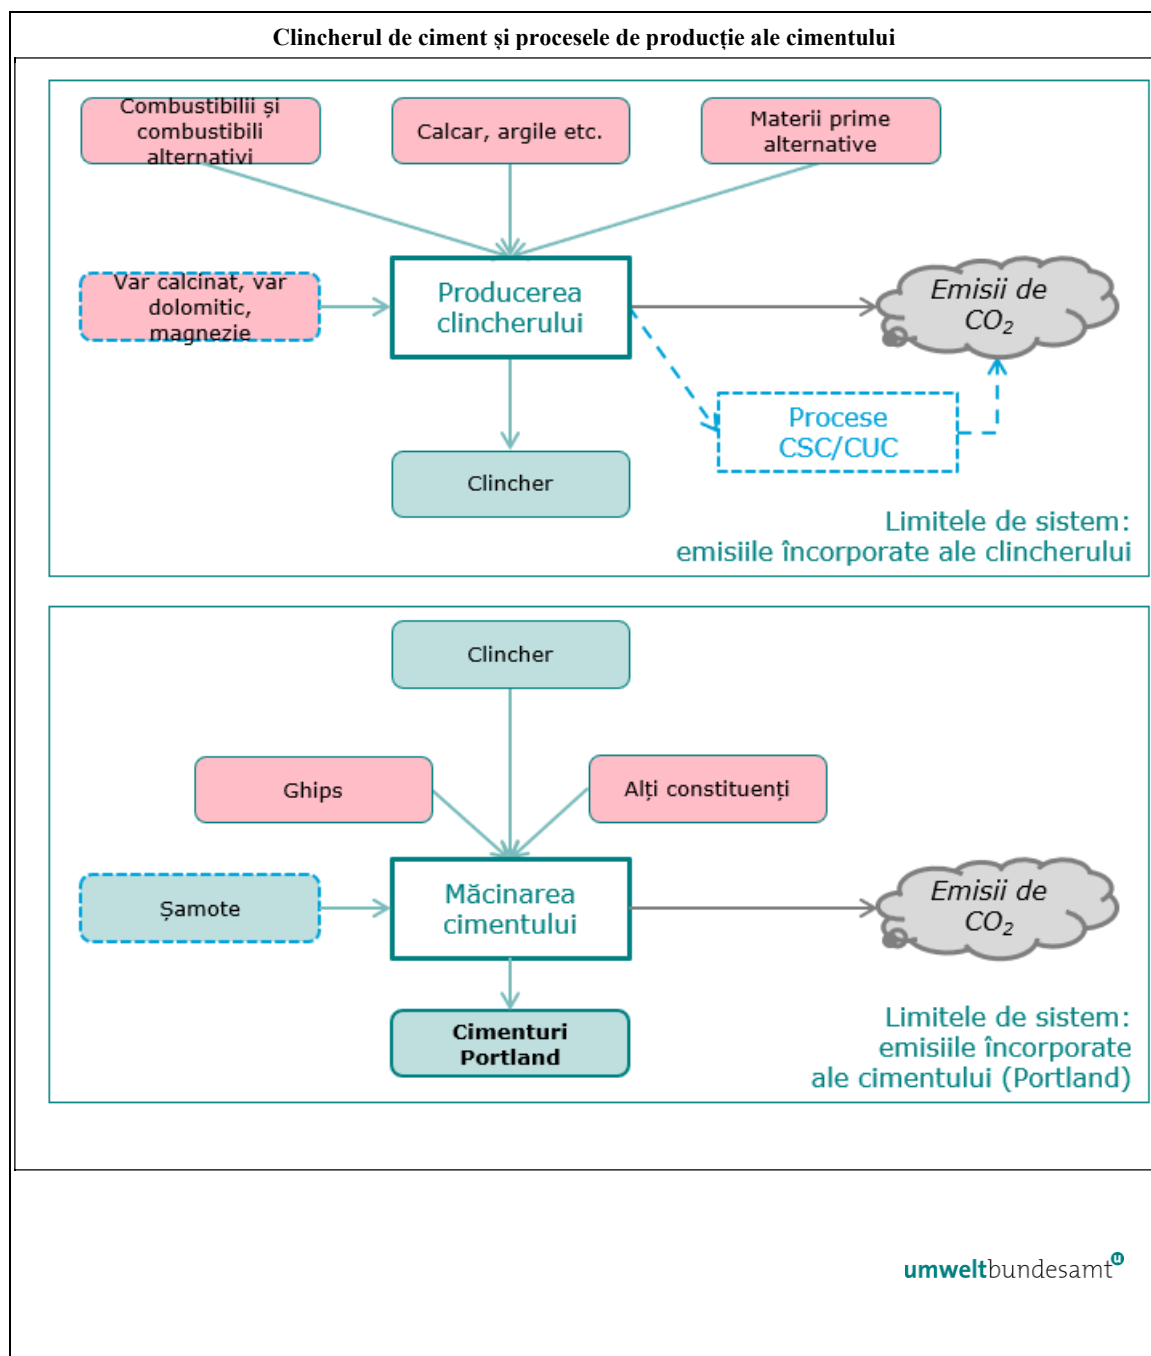 Clincherul de ciment și procesele de producție ale cimentului
Combustibilii și
combustibili
alternativi
Calcar, argile etc.
Materii prime
alternative
Var calcinat, var
dolomitic,
magnezie
Producerea
clincherului
Emisii de
CO₂
Procese
CSC/CUC
Clincher
Limitele de sistem:
emisiile încorporate ale clincherului
Clincher
Ghips
Alți constituenți
Șamote
Măcinarea
cimentului
Emisii de
CO₂
Cimenturi
Portland
Limitele de sistem:
emisiile încorporate
ale cimentului (Portland)
umweltbundesamt u